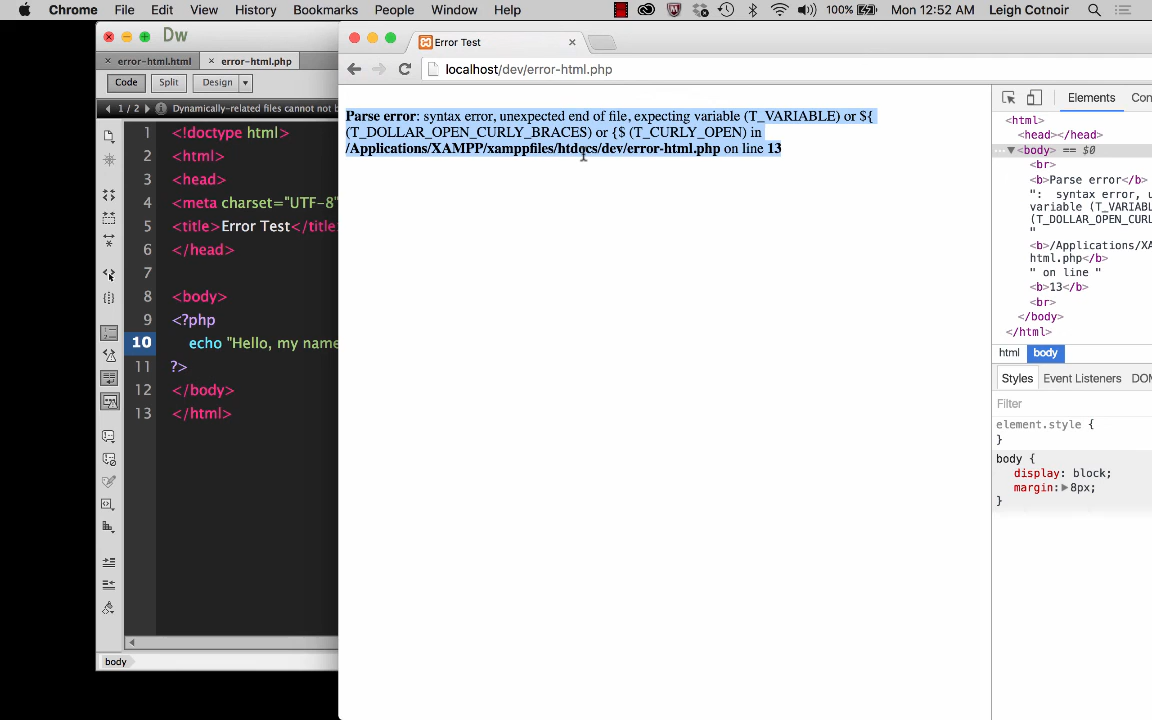 Chrome File Edit View History Bookmarks People Window Help 100% Mon 12:52 AM Leigh Cotnoir
Dw
× error-html.html × error-html.php
Code Split Design
1 / 2 Dynamically-related files cannot not b
1 <!doctype html>
2 <html>
3 <head>
4 <meta charset="UTF-8"
5 <title>Error Test</title
6 </head>
7
8 <body>
9 <?php
10 echo "Hello, my name
11 ?>
12 </body>
13 </html>
body
Error Test ×
localhost/dev/error-html.php
Parse error: syntax error, unexpected end of file, expecting variable (T_VARIABLE) or ${
(T_DOLLAR_OPEN_CURLY_BRACES) or {$ (T_CURLY_OPEN) in
/Applications/XAMPP/xamppfiles/htdocs/dev/error-html.php on line 13
Elements Con
<html>
<head></head>
... ▼<body> == $0
<br>
<b>Parse error</b>
":  syntax error, u
variable (T_VARIABL
(T_DOLLAR_OPEN_CURL
"
<b>/Applications/XA
html.php</b>
" on line "
<b>13</b>
<br>
</body>
</html>
html body
Styles Event Listeners DOM
Filter
element.style {
}
body {
display: block;
margin:▶8px;
}